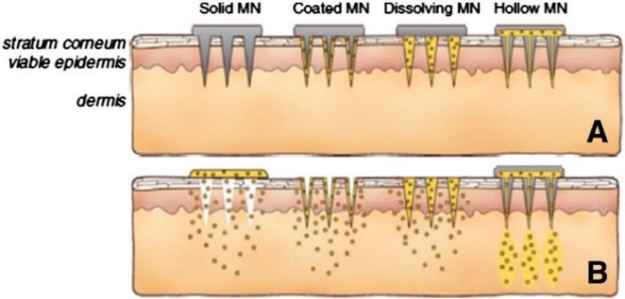 Solid MN Coated MN Dissolving MN Hollow MN
stratum corneum
viable epidermis
dermis
A
B